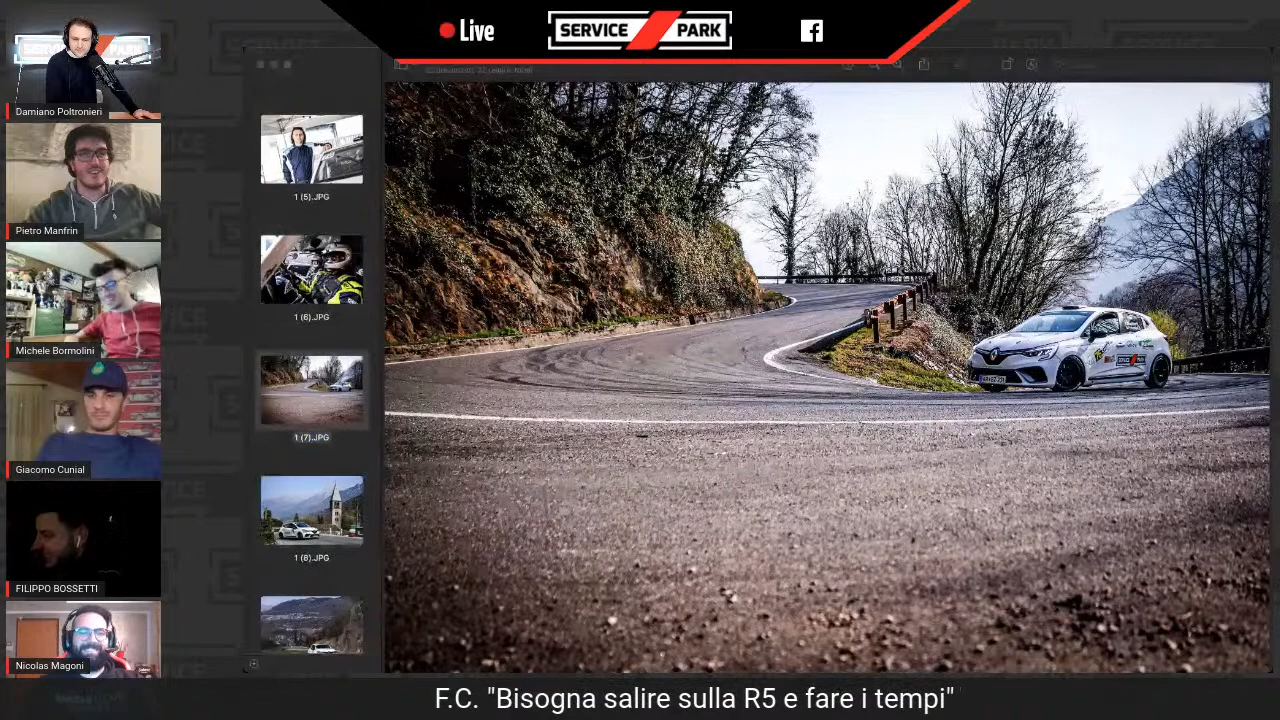 Live
SERVICE PARK
Damiano Poltronieri
Pietro Manfrin
Michele Bormolini
Giacomo Cunial
FILIPPO BOSSETTI
Nicolas Magoni
1 (5).JPG
1 (6).JPG
1 (7).JPG
1 (8).JPG
F.C. "Bisogna salire sulla R5 e fare i tempi"